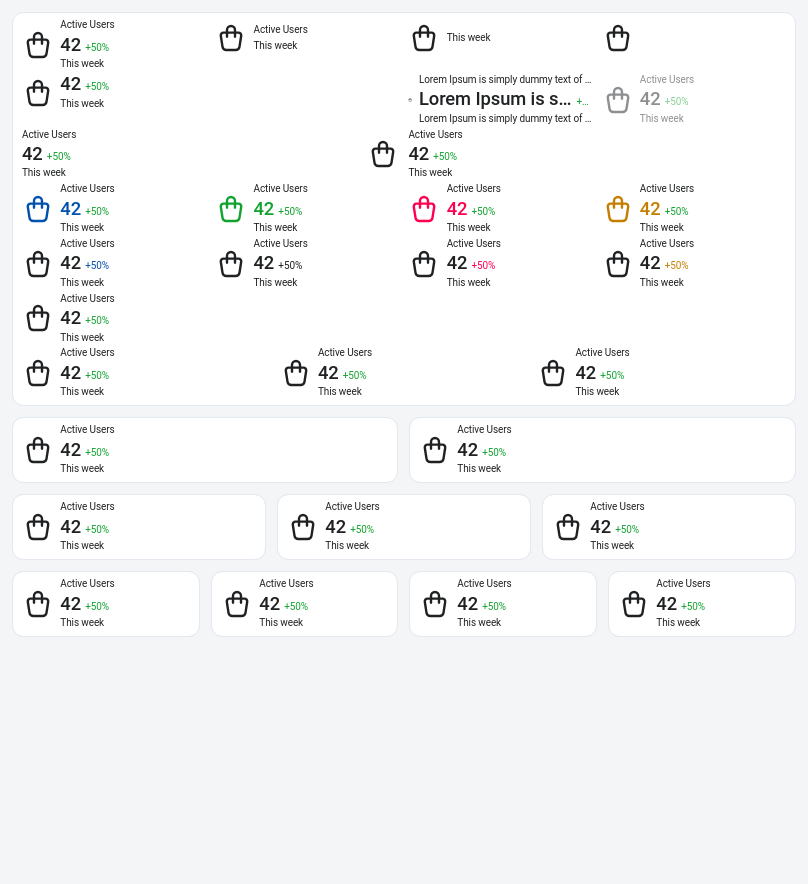 Active Users
42 +50%
This week
Active Users
This week
This week
42 +50%
This week
Lorem Ipsum is simply dummy text of ...
Lorem Ipsum is s... +...
Lorem Ipsum is simply dummy text of ...
Active Users
42 +50%
This week
Active Users
42 +50%
This week
Active Users
42 +50%
This week
Active Users
42 +50%
This week
Active Users
42 +50%
This week
Active Users
42 +50%
This week
Active Users
42 +50%
This week
Active Users
42 +50%
This week
Active Users
42 +50%
This week
Active Users
42 +50%
This week
Active Users
42 +50%
This week
Active Users
42 +50%
This week
Active Users
42 +50%
This week
Active Users
42 +50%
This week
Active Users
42 +50%
This week
Active Users
42 +50%
This week
Active Users
42 +50%
This week
Active Users
42 +50%
This week
Active Users
42 +50%
This week
Active Users
42 +50%
This week
Active Users
42 +50%
This week
Active Users
42 +50%
This week
Active Users
42 +50%
This week
Active Users
42 +50%
This week